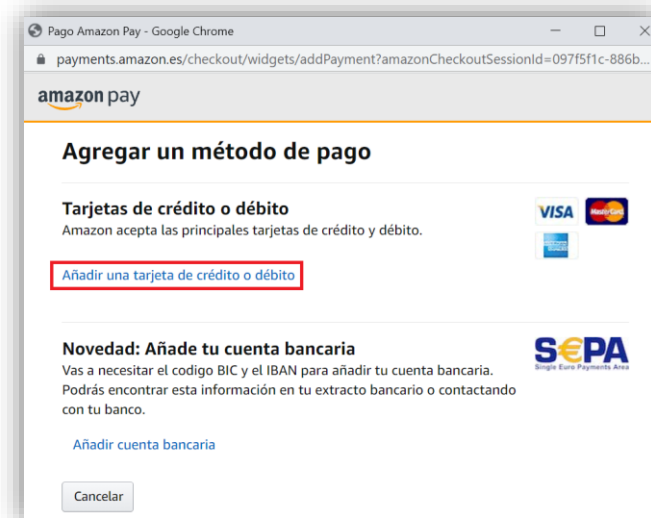 Pago Amazon Pay - Google Chrome
payments.amazon.es/checkout/widgets/addPayment?amazonCheckoutSessionId=097f5f1c-886b...
amazon pay
Agregar un método de pago
Tarjetas de crédito o débito
Amazon acepta las principales tarjetas de crédito y débito.
VISA MasterCard
Añadir una tarjeta de crédito o débito
Novedad: Añade tu cuenta bancaria
S€PA
Single Euro Payments Area
Vas a necesitar el codigo BIC y el IBAN para añadir tu cuenta bancaria.
Podrás encontrar esta información en tu extracto bancario o contactando
con tu banco.
Añadir cuenta bancaria
Cancelar